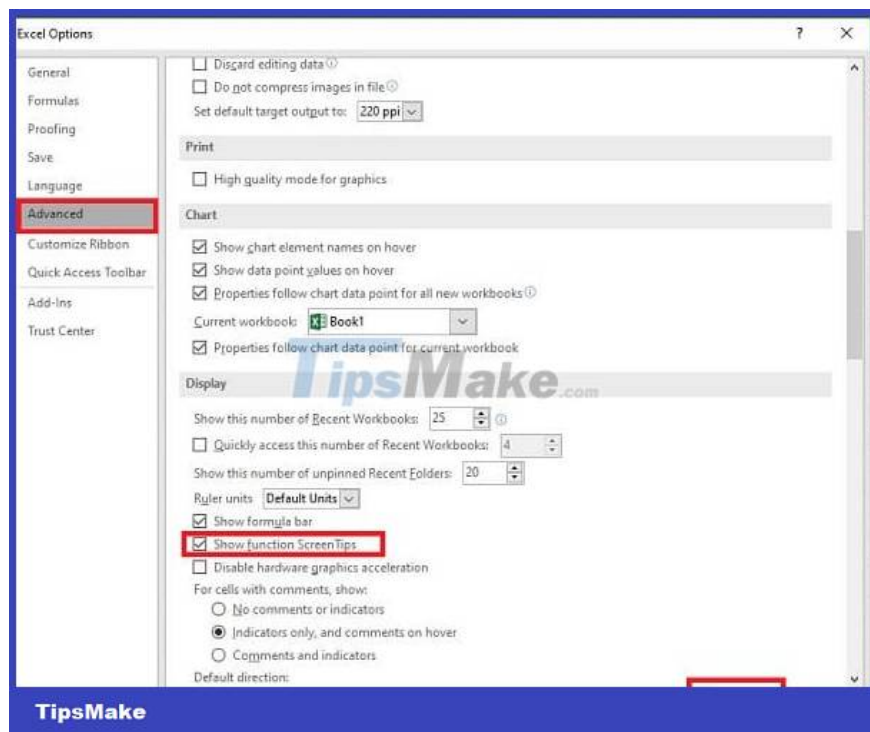 Excel Options ?
General
Formulas
Proofing
Save
Language
Advanced
Customize Ribbon
Quick Access Toolbar
Add-Ins
Trust Center
Discard editing data
Do not compress images in file
Set default target output to: 220 ppi
Print
High quality mode for graphics
Chart
Show chart element names on hover
Show data point values on hover
Properties follow chart data point for all new workbooks
Current workbook: Book1
Properties follow chart data point for current workbook
TipsMake.com
Display
Show this number of Recent Workbooks: 25
Quickly access this number of Recent Workbooks: 4
Show this number of unpinned Recent Folders: 20
Ruler units Default Units
Show formula bar
Show function ScreenTips
Disable hardware graphics acceleration
For cells with comments, show:
No comments or indicators
Indicators only, and comments on hover
Comments and indicators
Default direction:
TipsMake